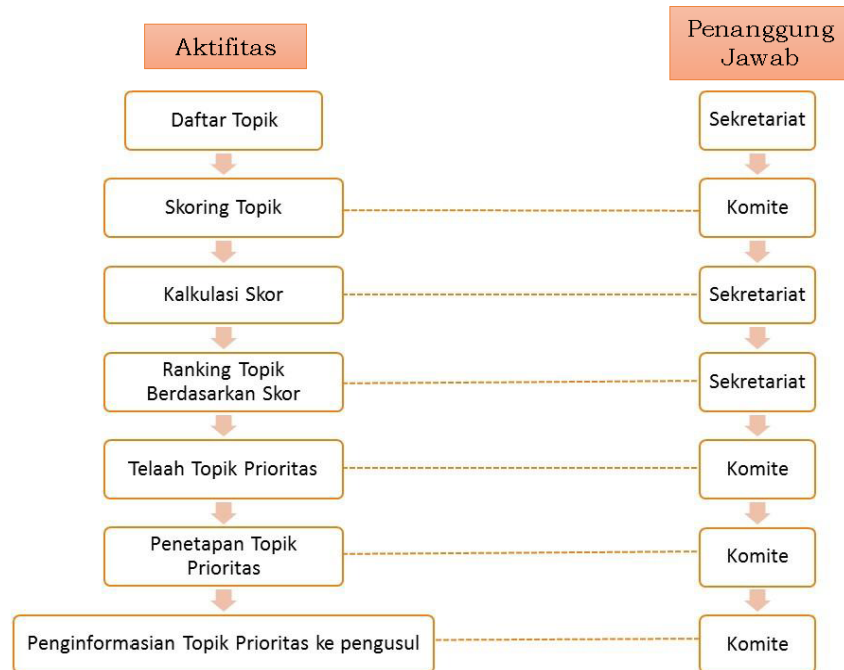 Aktifitas
Penanggung
Jawab
Daftar Topik
Sekretariat
Skoring Topik
Komite
Kalkulasi Skor
Sekretariat
Ranking Topik
Berdasarkan Skor
Sekretariat
Telaah Topik Prioritas
Komite
Penetapan Topik
Prioritas
Komite
Penginformasian Topik Prioritas ke pengusul
Komite